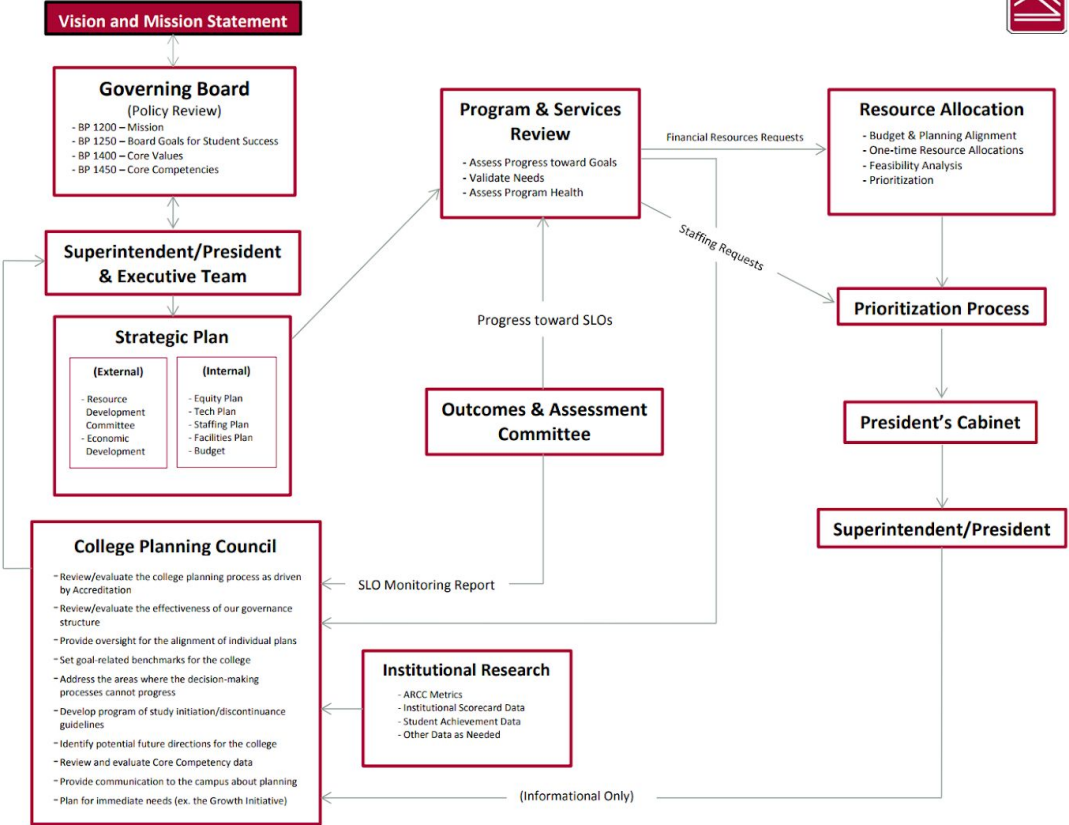 Vision and Mission Statement
Governing Board
(Policy Review)
- BP 1200 – Mission
- BP 1250 – Board Goals for Student Success
- BP 1400 – Core Values
- BP 1450 – Core Competencies
Superintendent/President
& Executive Team
Strategic Plan
(External)
- Resource
Development
Committee
- Economic
Development
(Internal)
- Equity Plan
- Tech Plan
- Staffing Plan
- Facilities Plan
- Budget
College Planning Council
- Review/evaluate the college planning process as driven
by Accreditation
- Review/evaluate the effectiveness of our governance
structure
- Provide oversight for the alignment of individual plans
- Set goal-related benchmarks for the college
- Address the areas where the decision-making
processes cannot progress
- Develop program of study initiation/discontinuance
guidelines
- Identify potential future directions for the college
- Review and evaluate Core Competency data
- Provide communication to the campus about planning
- Plan for immediate needs (ex. the Growth Initiative)
Program & Services
Review
- Assess Progress toward Goals
- Validate Needs
- Assess Program Health
Financial Resources Requests
Staffing Requests
Progress toward SLOs
Outcomes & Assessment
Committee
SLO Monitoring Report
Institutional Research
- ARCC Metrics
- Institutional Scorecard Data
- Student Achievement Data
- Other Data as Needed
(Informational Only)
Resource Allocation
- Budget & Planning Alignment
- One-time Resource Allocations
- Feasibility Analysis
- Prioritization
Prioritization Process
President's Cabinet
Superintendent/President